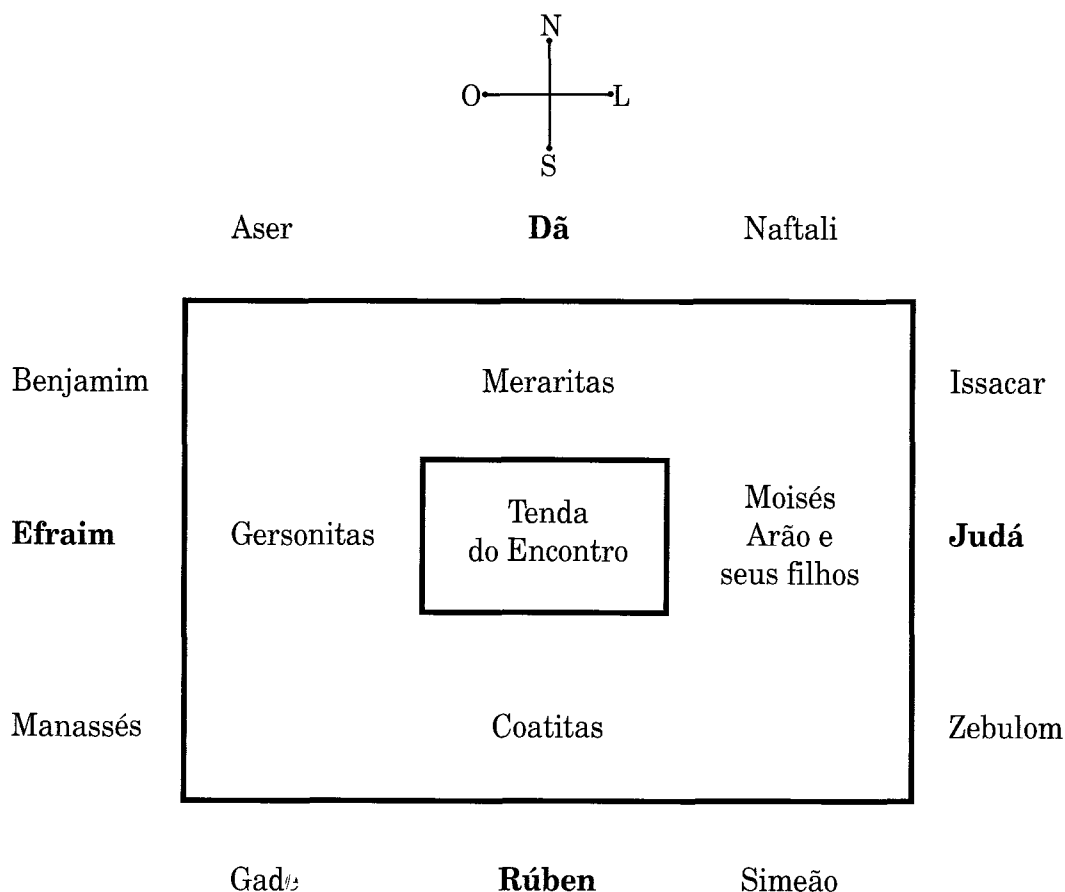 N
O L
S
Aser Dã Naftali
Benjamim Meraritas Issacar
Efraim Gersonitas Tenda do Encontro Moisés Arão e seus filhos Judá
Manassés Coatitas Zebulom
Gade Rúben Simeão